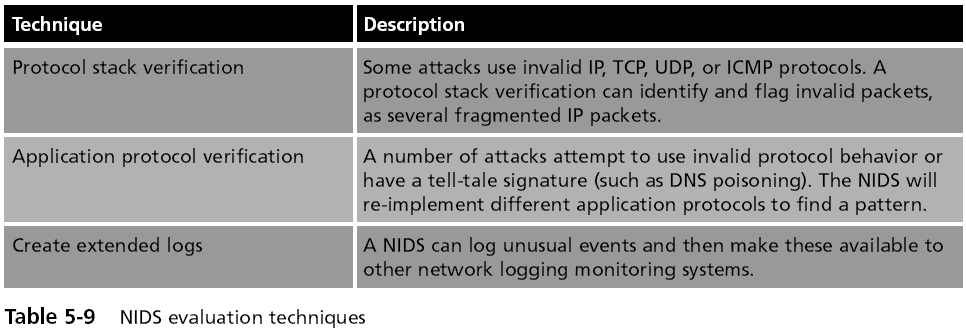 Technique Description
Protocol stack verification Some attacks use invalid IP, TCP, UDP, or ICMP protocols. A
protocol stack verification can identify and flag invalid packets,
as several fragmented IP packets.
Application protocol verification A number of attacks attempt to use invalid protocol behavior or
have a tell-tale signature (such as DNS poisoning). The NIDS will
re-implement different application protocols to find a pattern.
Create extended logs A NIDS can log unusual events and then make these available to
other network logging monitoring systems.
Table 5-9 NIDS evaluation techniques